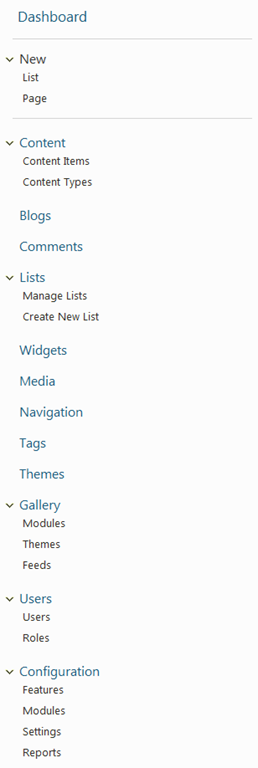 Dashboard
New
List
Page
Content
Content Items
Content Types
Blogs
Comments
Lists
Manage Lists
Create New List
Widgets
Media
Navigation
Tags
Themes
Gallery
Modules
Themes
Feeds
Users
Users
Roles
Configuration
Features
Modules
Settings
Reports